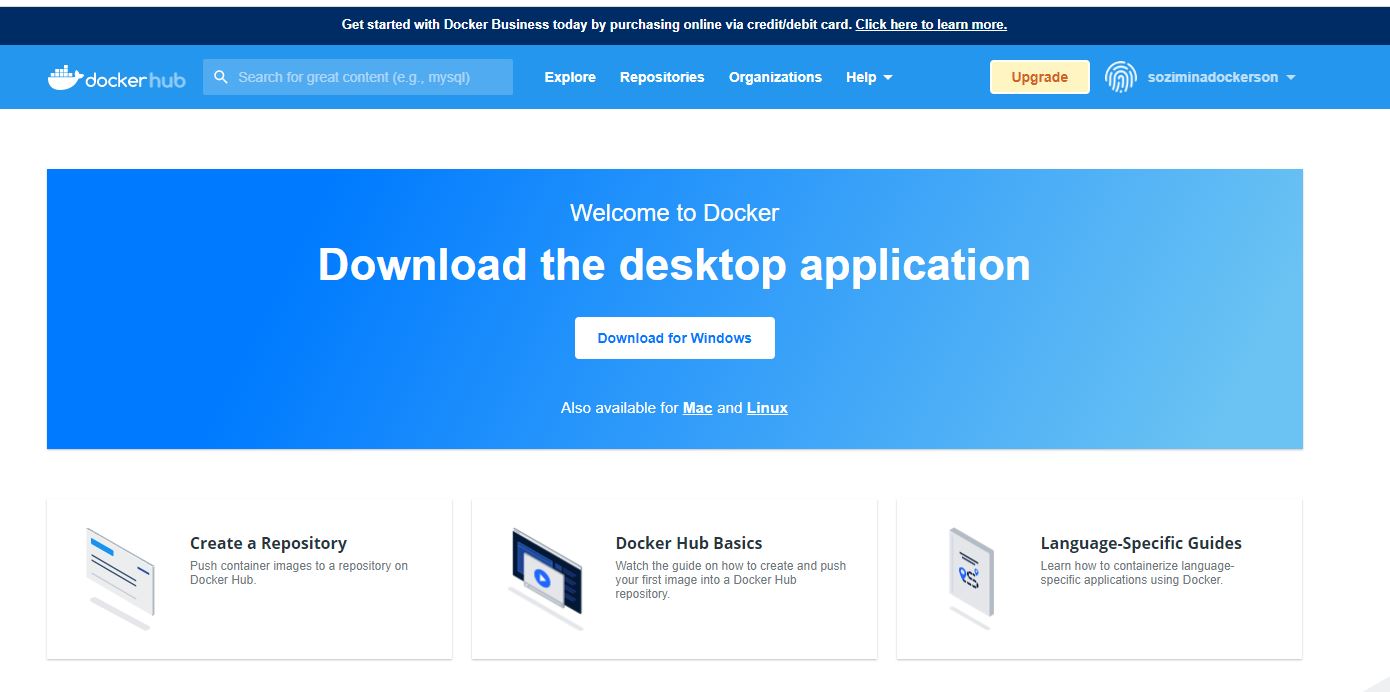 Get started with Docker Business today by purchasing online via credit/debit card. Click here to learn more.
dockerhub
Search for great content (e.g., mysql)
Explore
Repositories
Organizations
Help
Upgrade
soziminadockerson
Welcome to Docker
Download the desktop application
Download for Windows
Also available for Mac and Linux
Create a Repository
Push container images to a repository on
Docker Hub.
Docker Hub Basics
Watch the guide on how to create and push
your first image into a Docker Hub
repository.
Language-Specific Guides
Learn how to containerize language-
specific applications using Docker.